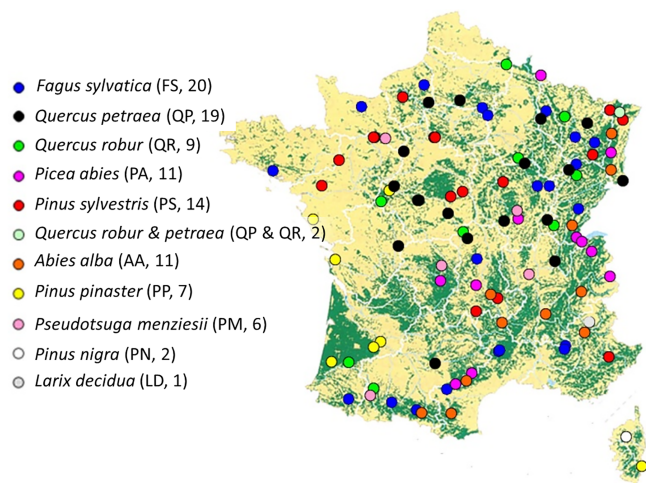 Fagus sylvatica (FS, 20)
Quercus petraea (QP, 19)
Quercus robur (QR, 9)
Picea abies (PA, 11)
Pinus sylvestris (PS, 14)
Quercus robur & petraea (QP & QR, 2)
Abies alba (AA, 11)
Pinus pinaster (PP, 7)
Pseudotsuga menziesii (PM, 6)
Pinus nigra (PN, 2)
Larix decidua (LD, 1)